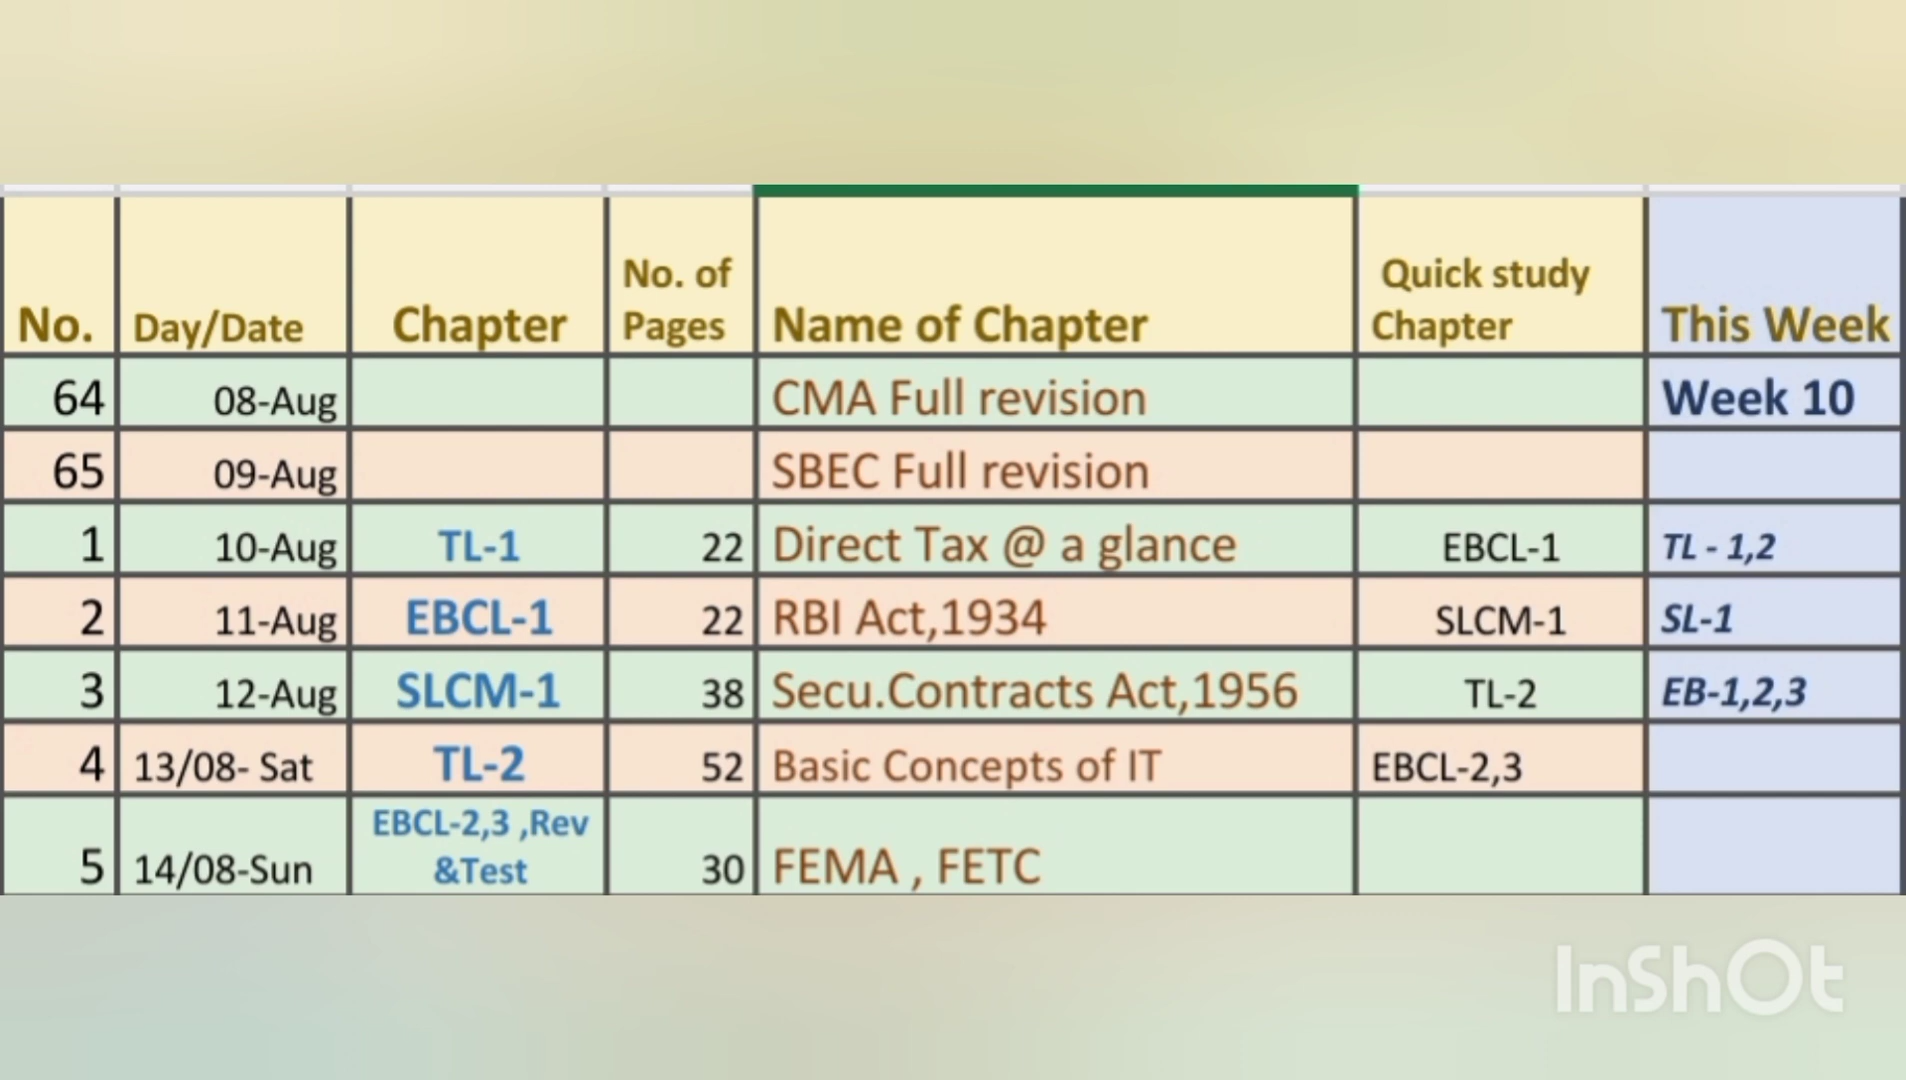 No. Day/Date Chapter No. of Pages Name of Chapter Quick study Chapter This Week
64 08-Aug CMA Full revision Week 10
65 09-Aug SBEC Full revision
1 10-Aug TL-1 22 Direct Tax @ a glance EBCL-1 TL - 1,2
2 11-Aug EBCL-1 22 RBI Act,1934 SLCM-1 SL-1
3 12-Aug SLCM-1 38 Secu.Contracts Act,1956 TL-2 EB-1,2,3
4 13/08- Sat TL-2 52 Basic Concepts of IT EBCL-2,3
5 14/08-Sun EBCL-2,3 ,Rev &Test 30 FEMA , FETC
InShOt